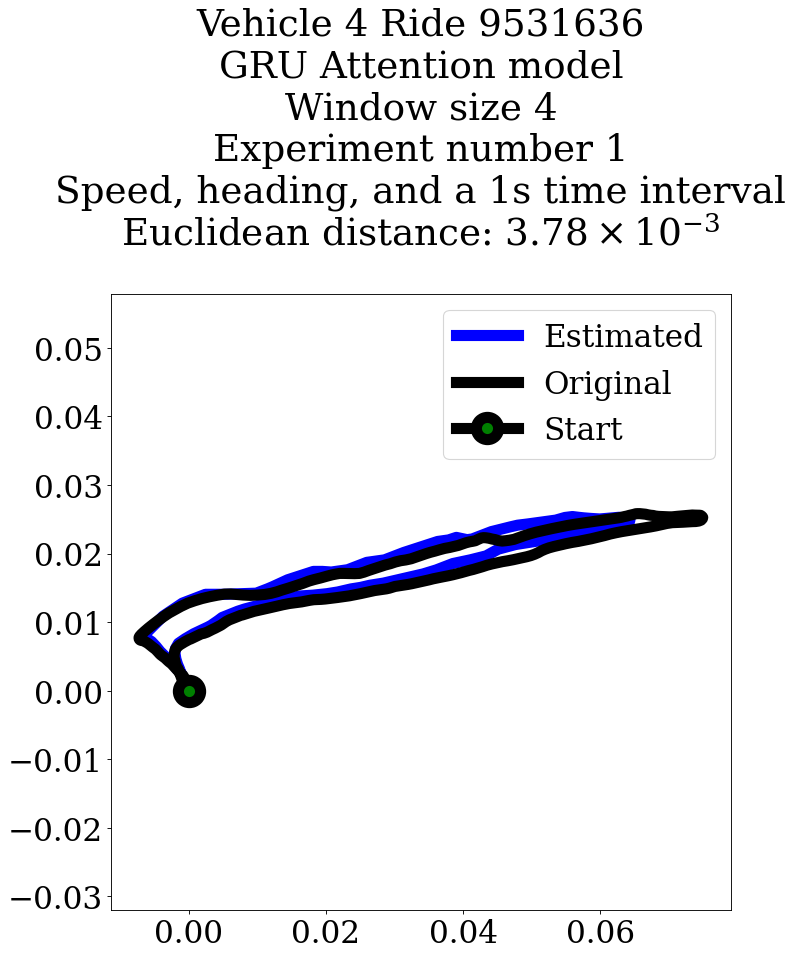 Vehicle 4 Ride 9531636
GRU Attention model
Window size 4
Experiment number 1
Speed, heading, and a 1s time interval
Euclidean distance: 3.78 × 10⁻³
Estimated
Original
Start
0.05
0.04
0.03
0.02
0.01
0.00
−0.01
−0.02
−0.03
0.00 0.02 0.04 0.06